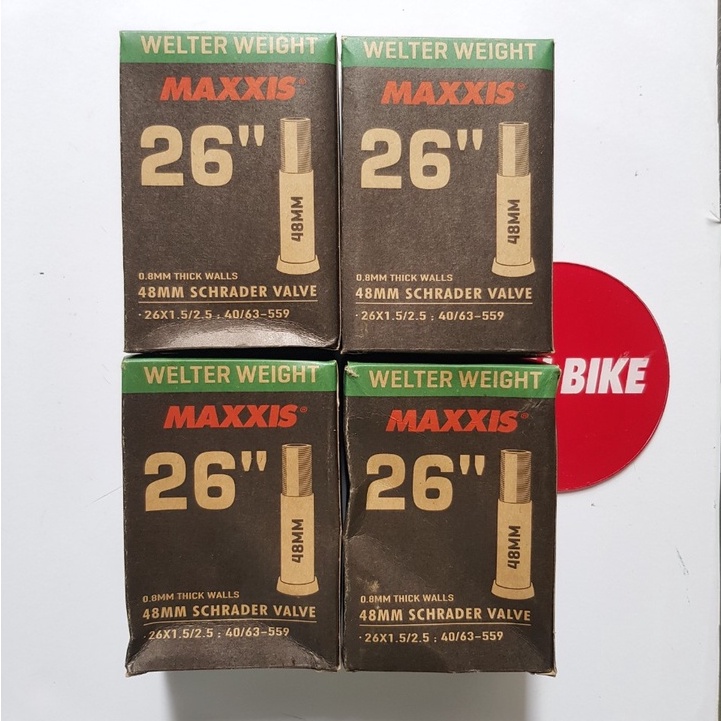 WELTER WEIGHT
MAXXIS®
26"
48MM
0.8MM THICK WALLS
48MM SCHRADER VALVE
·26X1.5/2.5 : 40/63-559
WELTER WEIGHT
MAXXIS®
26"
48MM
0.8MM THICK WALLS
48MM SCHRADER VALVE
·26X1.5/2.5 : 40/63-559
BIKE
WELTER WEIGHT
MAXXIS®
26"
48MM
0.8MM THICK WALLS
48MM SCHRADER VALVE
·26X1.5/2.5 : 40/63-559
WELTER WEIGHT
MAXXIS®
26"
48MM
0.8MM THICK WALLS
48MM SCHRADER VALVE
·26X1.5/2.5 : 40/63-559